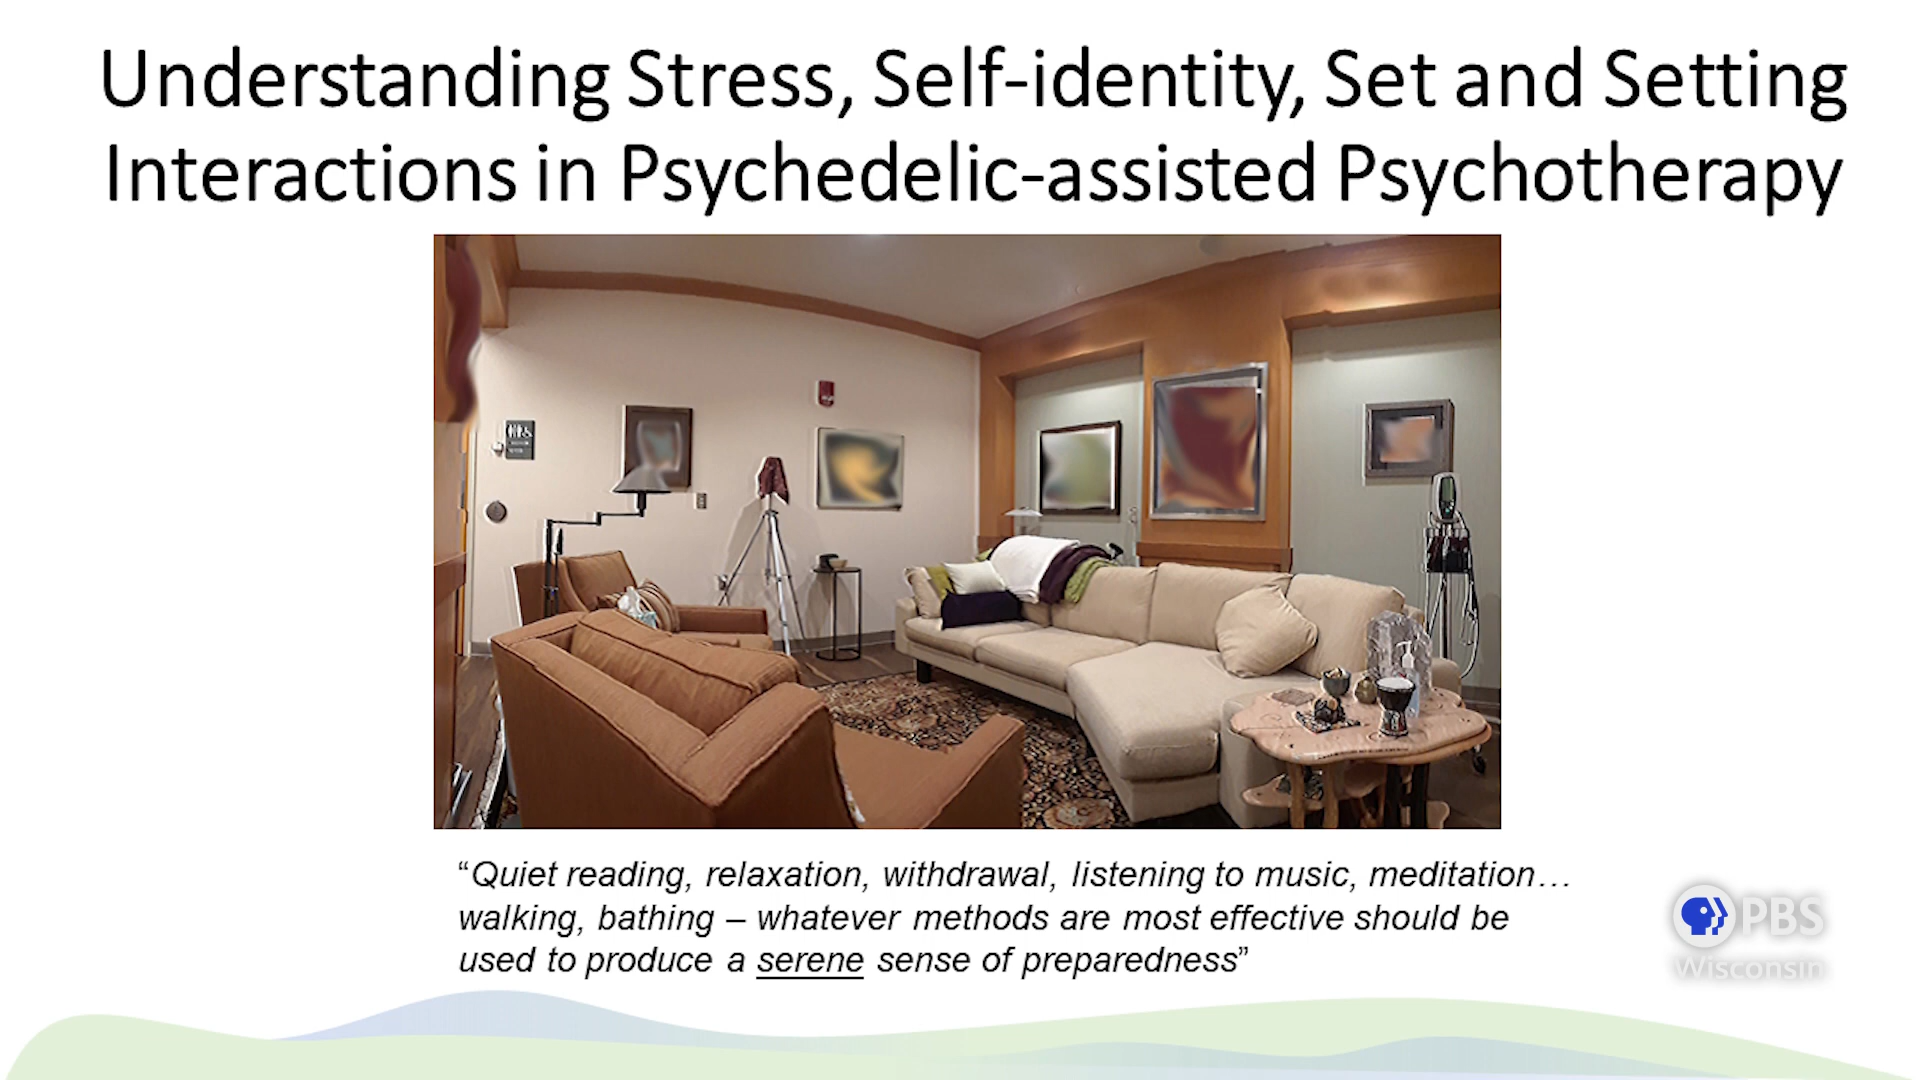 Understanding Stress, Self-identity, Set and Setting
Interactions in Psychedelic-assisted Psychotherapy
“Quiet reading, relaxation, withdrawal, listening to music, meditation…
walking, bathing – whatever methods are most effective should be
used to produce a serene sense of preparedness”
PBS
Wisconsin